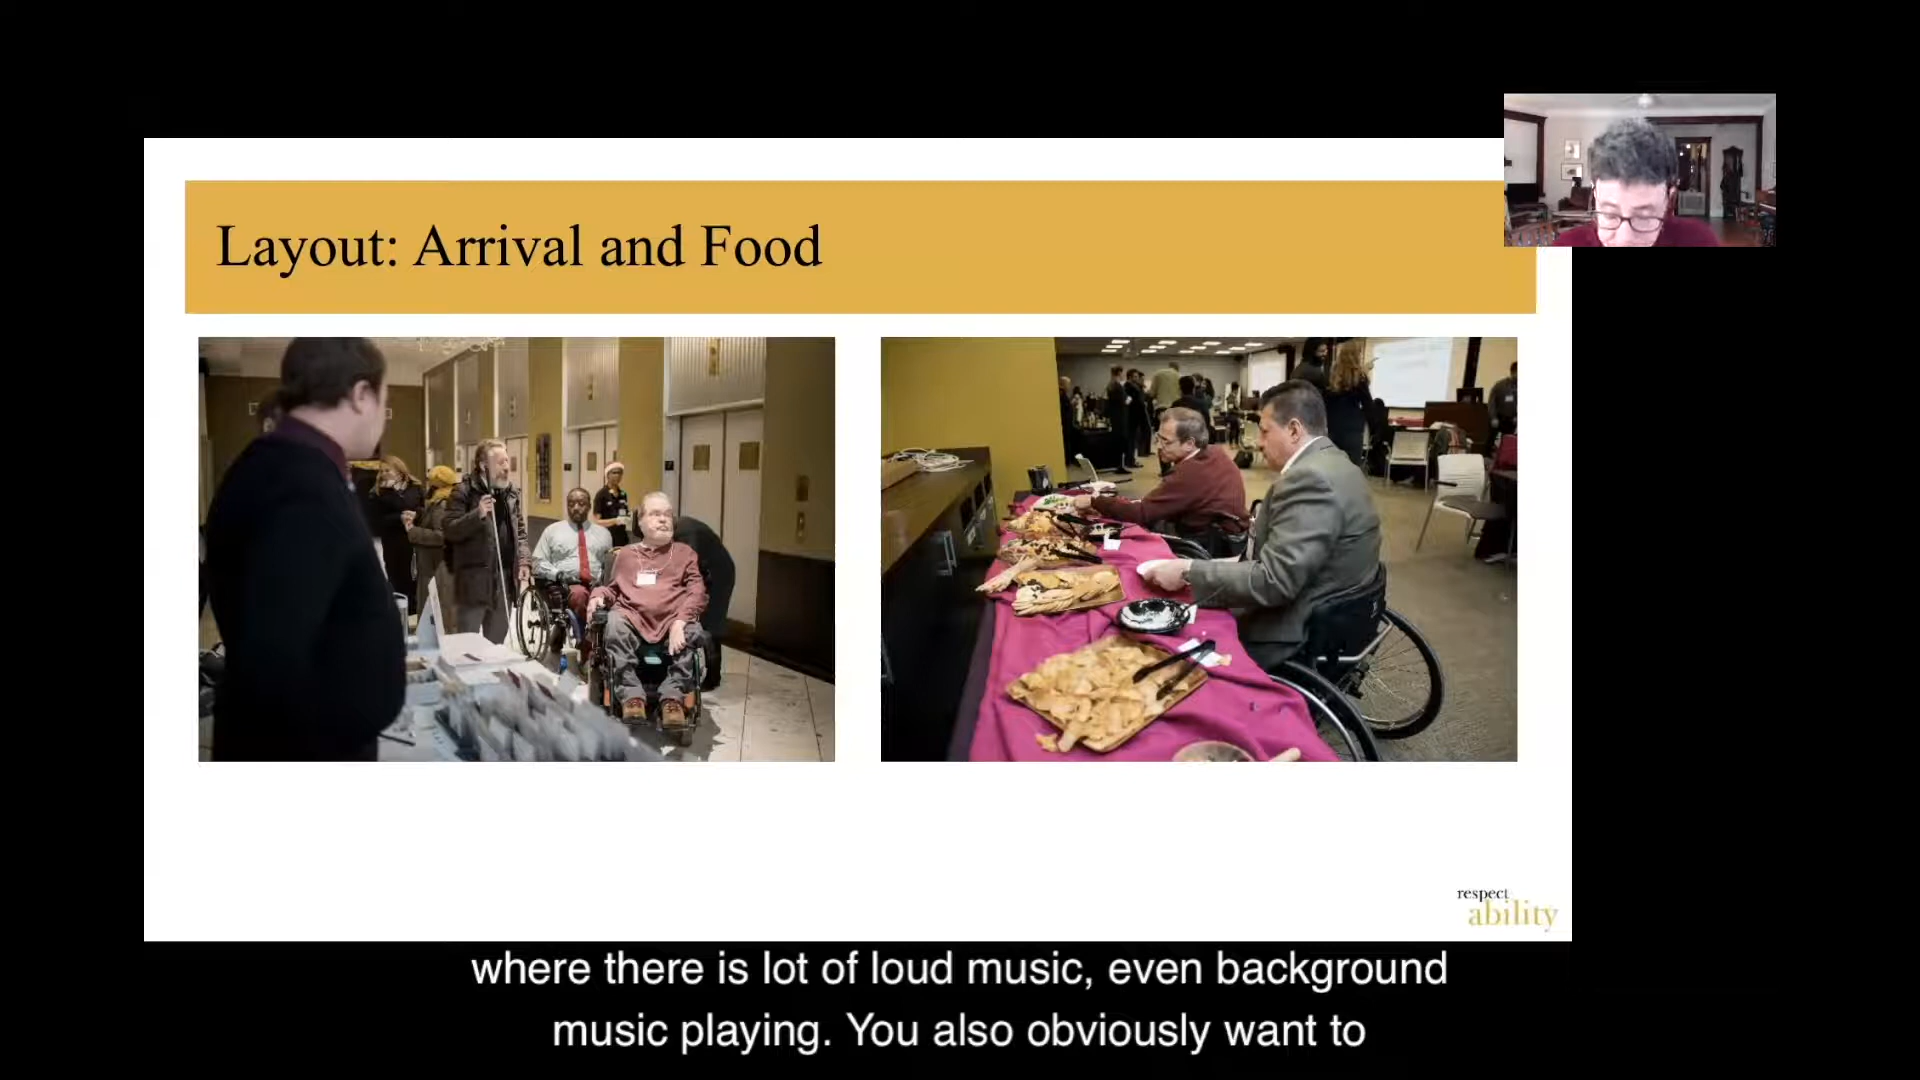 Layout: Arrival and Food
respect
ability
where there is lot of loud music, even background
music playing. You also obviously want to